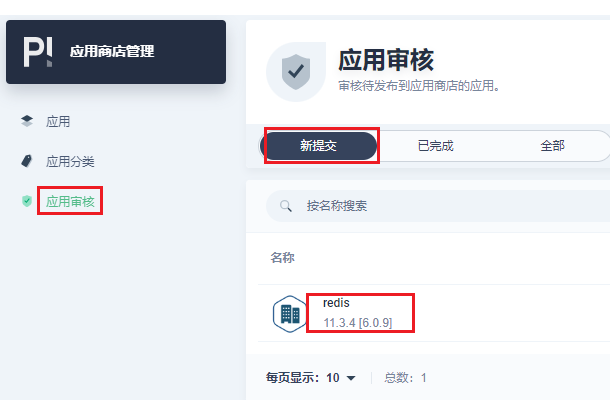 P! 应用商店管理
应用
应用分类
应用审核
应用审核
审核待发布到应用商店的应用。
新提交 已完成 全部
按名称搜索
名称
redis
11.3.4 [6.0.9]
每页显示: 10 总数: 1